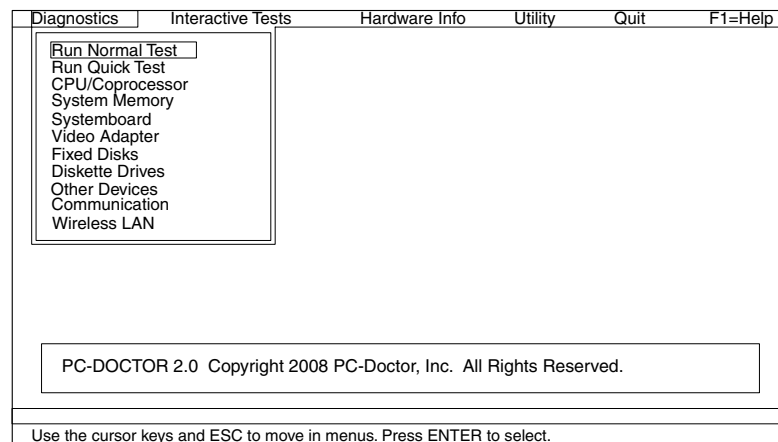 Diagnostics Interactive Tests Hardware Info Utility Quit F1=Help
Run Normal Test
Run Quick Test
CPU/Coprocessor
System Memory
Systemboard
Video Adapter
Fixed Disks
Diskette Drives
Other Devices
Communication
Wireless LAN
PC-DOCTOR 2.0 Copyright 2008 PC-Doctor, Inc. All Rights Reserved.
Use the cursor keys and ESC to move in menus. Press ENTER to select.